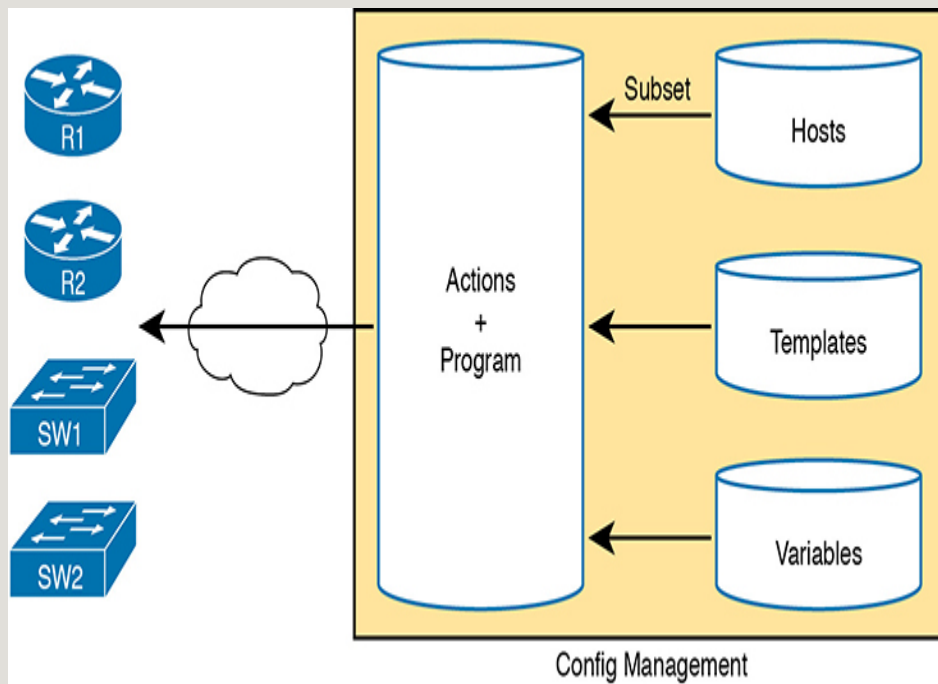 R1
R2
SW1
SW2
Actions
+
Program
Subset
Hosts
Templates
Variables
Config Management